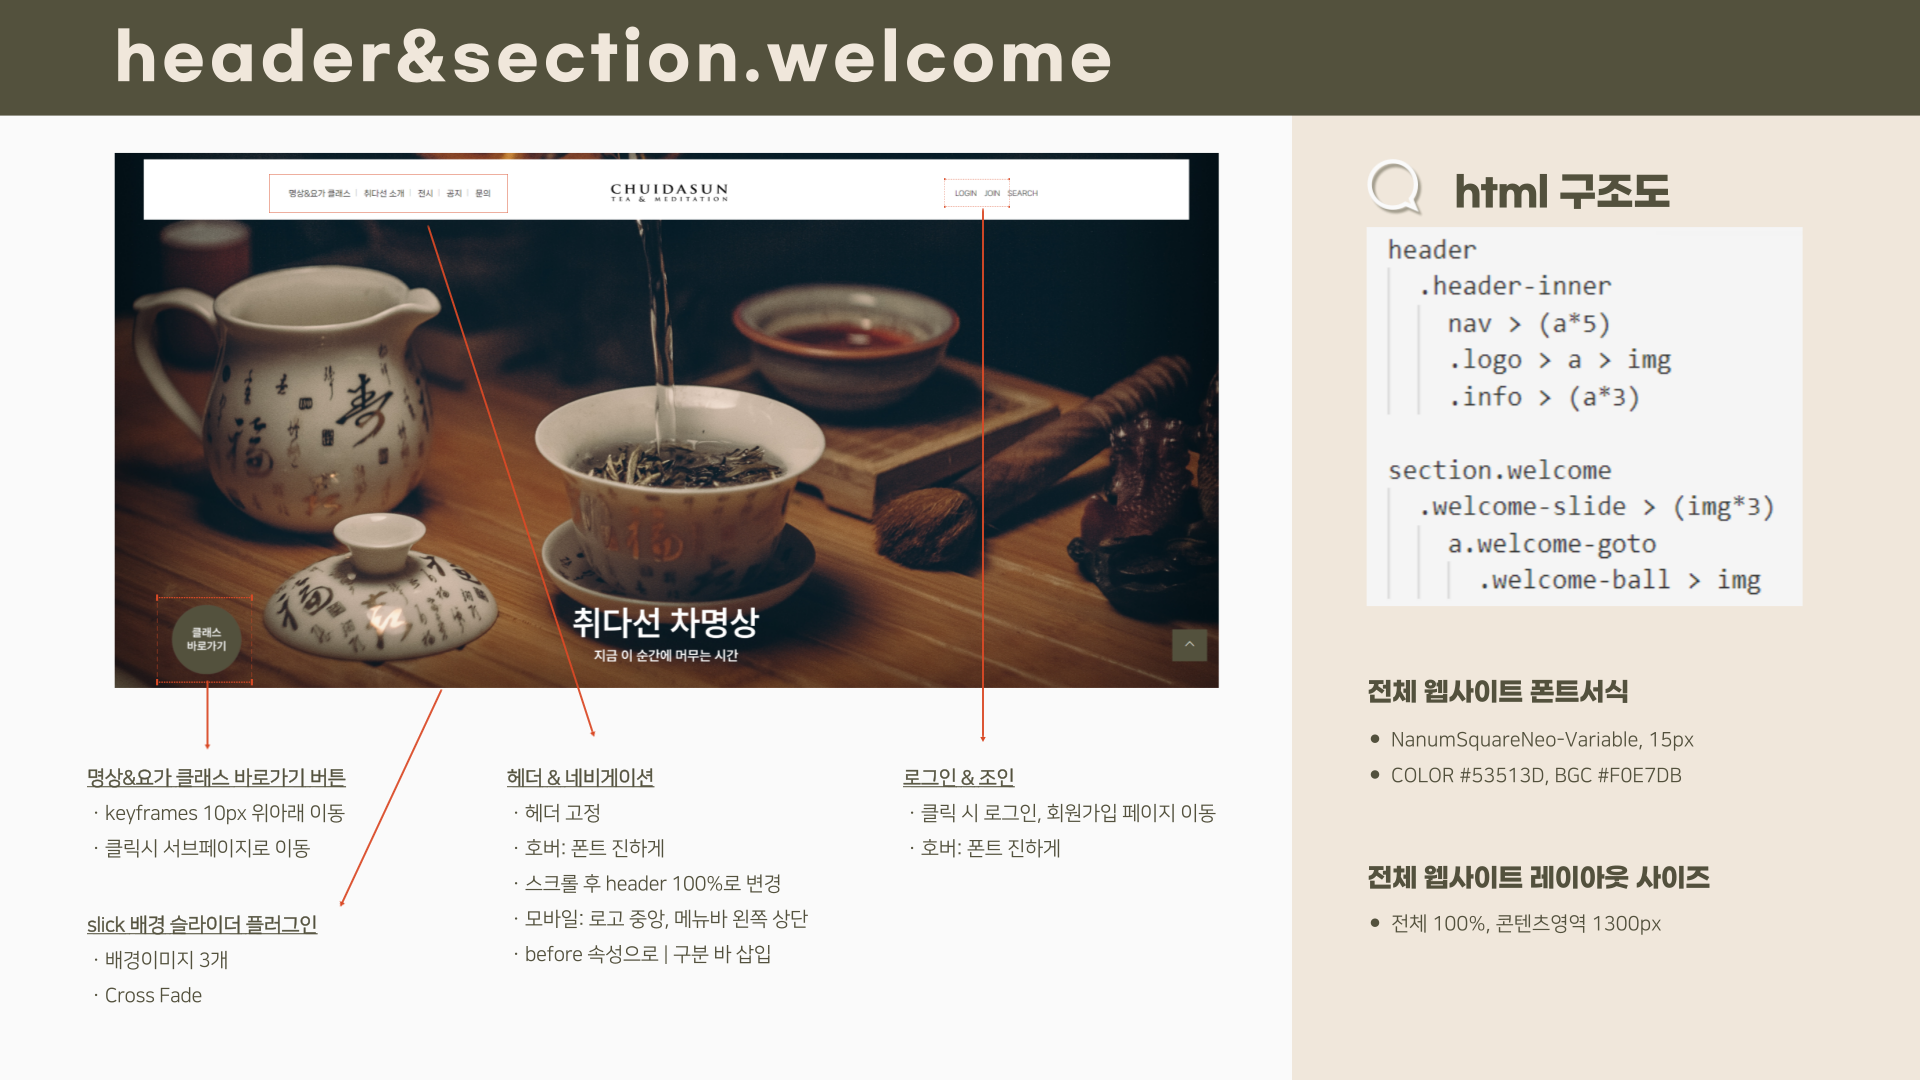 header&section.welcome
명상&요가 클래스 | 취다선 소개 | 전시 | 공지 | 문의
CHUIDASUN
TEA & MEDITATION
LOGIN JOIN SEARCH
클래스
바로가기
취다선 차명상
지금 이 순간에 머무는 시간
명상&요가 클래스 바로가기 버튼
· keyframes 10px 위아래 이동
· 클릭시 서브페이지로 이동
slick 배경 슬라이더 플러그인
· 배경이미지 3개
· Cross Fade
헤더 & 네비게이션
· 헤더 고정
· 호버: 폰트 진하게
· 스크롤 후 header 100%로 변경
· 모바일: 로고 중앙, 메뉴바 왼쪽 상단
· before 속성으로 | 구분 바 삽입
로그인 & 조인
· 클릭 시 로그인, 회원가입 페이지 이동
· 호버: 폰트 진하게
html 구조도
header
.header-inner
nav > (a*5)
.logo > a > img
.info > (a*3)
section.welcome
.welcome-slide > (img*3)
a.welcome-goto
.welcome-ball > img
전체 웹사이트 폰트서식
• NanumSquareNeo-Variable, 15px
• COLOR #53513D, BGC #F0E7DB
전체 웹사이트 레이아웃 사이즈
• 전체 100%, 콘텐츠영역 1300px